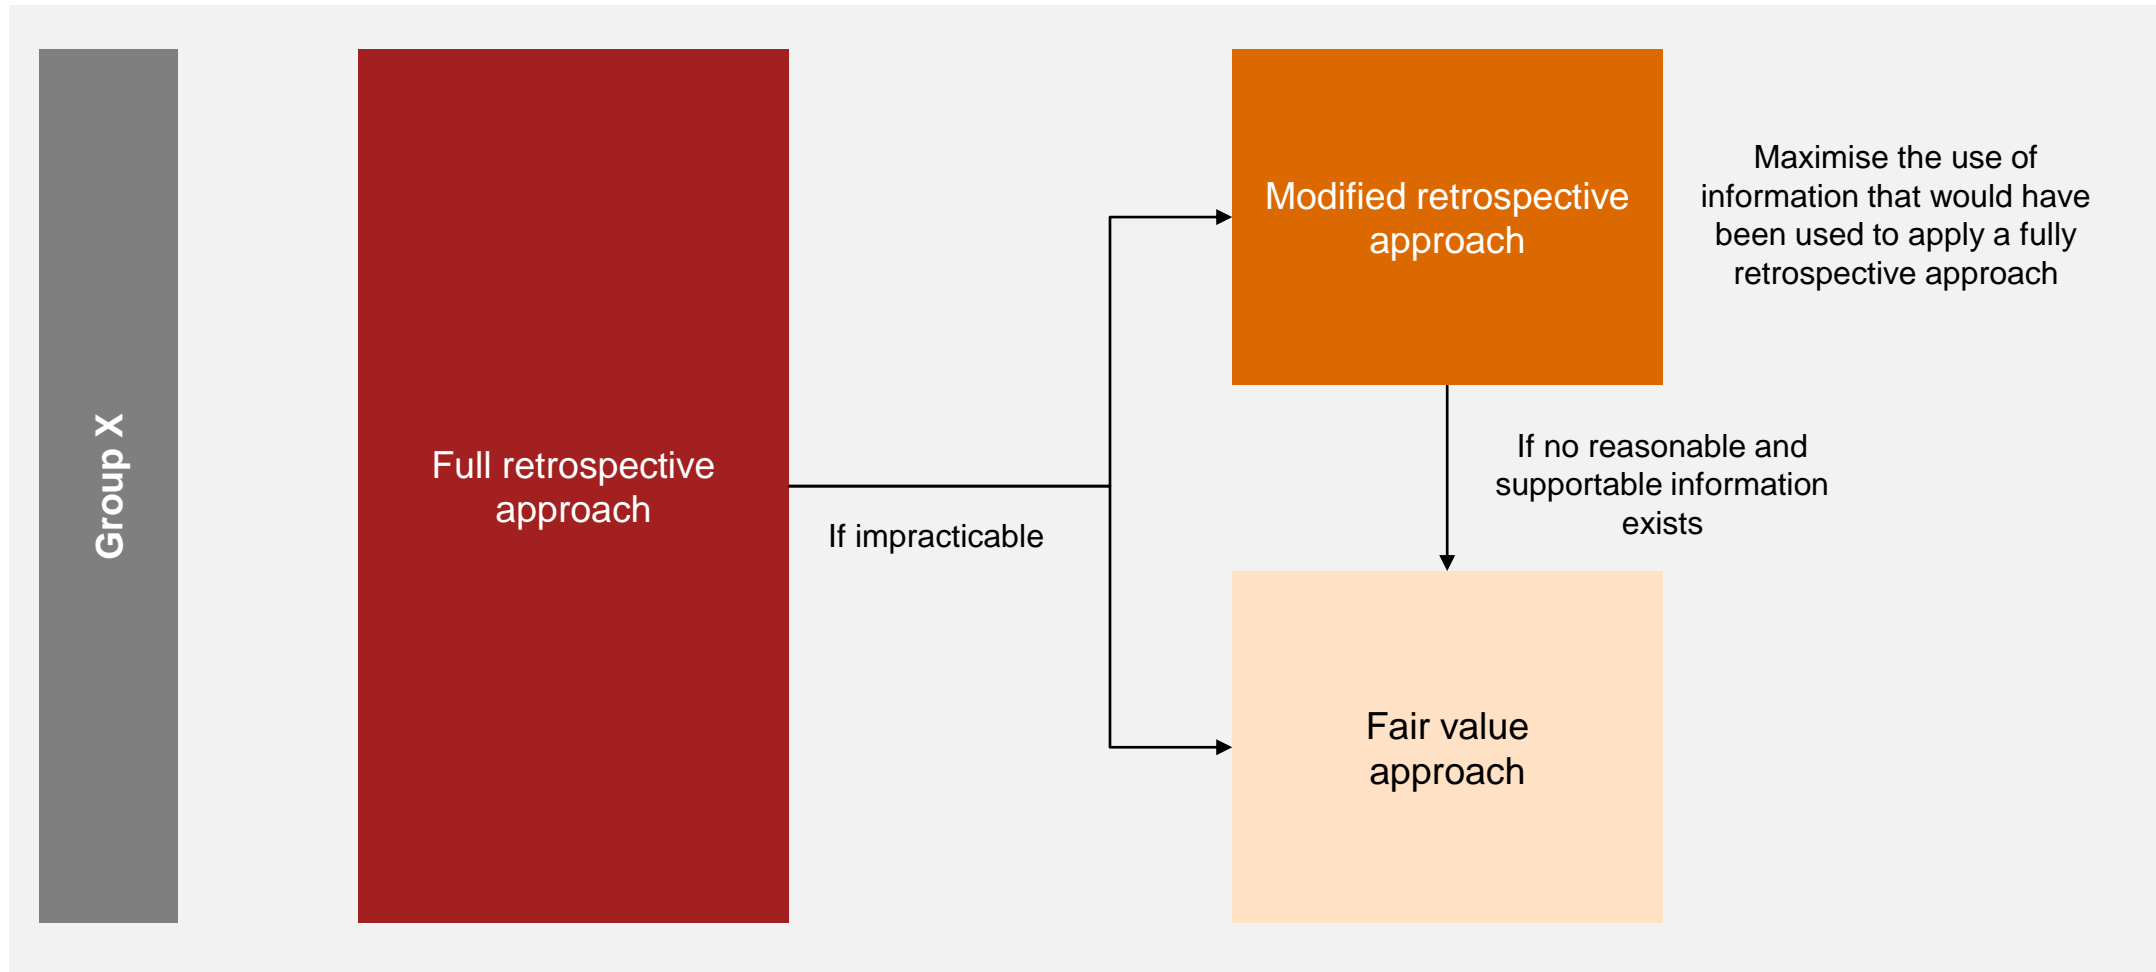 Group X
Full retrospective
approach
If impracticable
Modified retrospective
approach
Maximise the use of
information that would have
been used to apply a fully
retrospective approach
If no reasonable and
supportable information
exists
Fair value
approach